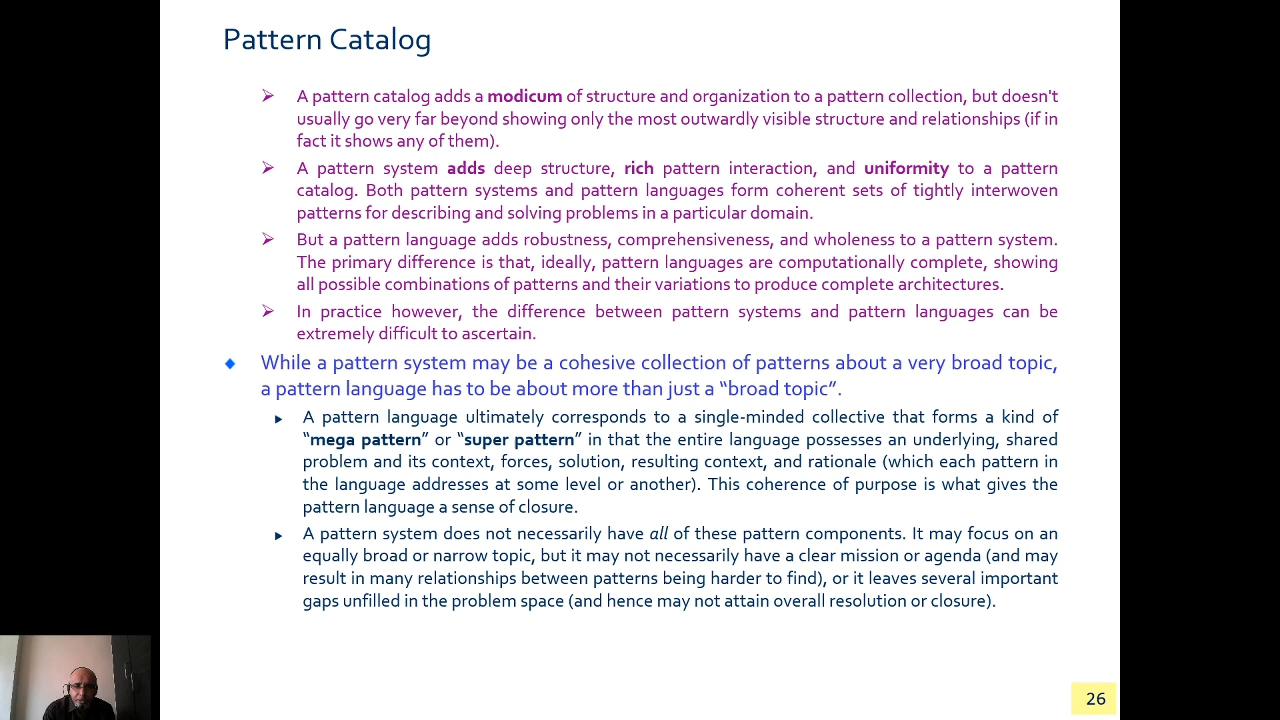 Pattern Catalog
A pattern catalog adds a modicum of structure and organization to a pattern collection, but doesn't
usually go very far beyond showing only the most outwardly visible structure and relationships (if in
fact it shows any of them).
A pattern system adds deep structure, rich pattern interaction, and uniformity to a pattern
catalog. Both pattern systems and pattern languages form coherent sets of tightly interwoven
patterns for describing and solving problems in a particular domain.
But a pattern language adds robustness, comprehensiveness, and wholeness to a pattern system.
The primary difference is that, ideally, pattern languages are computationally complete, showing
all possible combinations of patterns and their variations to produce complete architectures.
In practice however, the difference between pattern systems and pattern languages can be
extremely difficult to ascertain.
While a pattern system may be a cohesive collection of patterns about a very broad topic,
a pattern language has to be about more than just a “broad topic”.
A pattern language ultimately corresponds to a single-minded collective that forms a kind of
“mega pattern” or “super pattern” in that the entire language possesses an underlying, shared
problem and its context, forces, solution, resulting context, and rationale (which each pattern in
the language addresses at some level or another). This coherence of purpose is what gives the
pattern language a sense of closure.
A pattern system does not necessarily have all of these pattern components. It may focus on an
equally broad or narrow topic, but it may not necessarily have a clear mission or agenda (and may
result in many relationships between patterns being harder to find), or it leaves several important
gaps unfilled in the problem space (and hence may not attain overall resolution or closure).
26